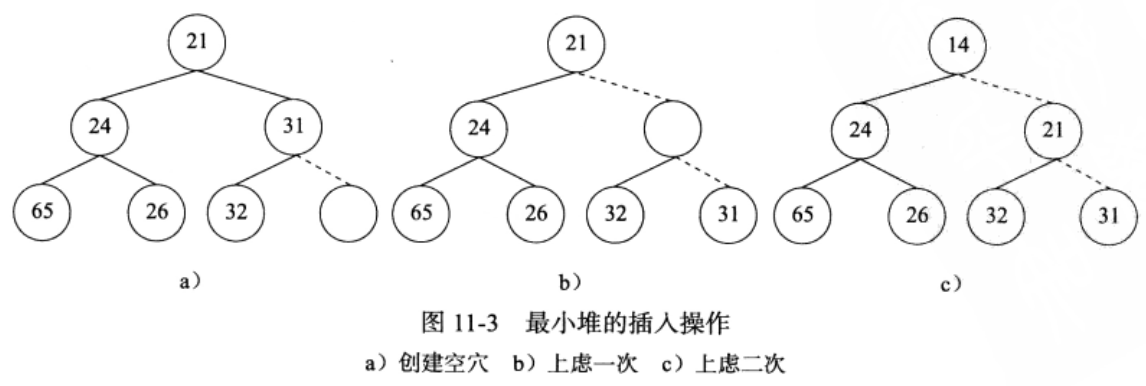 21 21 14
24 31 24 24 21
65 26 32 65 26 32 31 65 26 32 31
a） b） c）
图 11-3 最小堆的插入操作
a）创建空穴 b）上虑一次 c）上虑二次